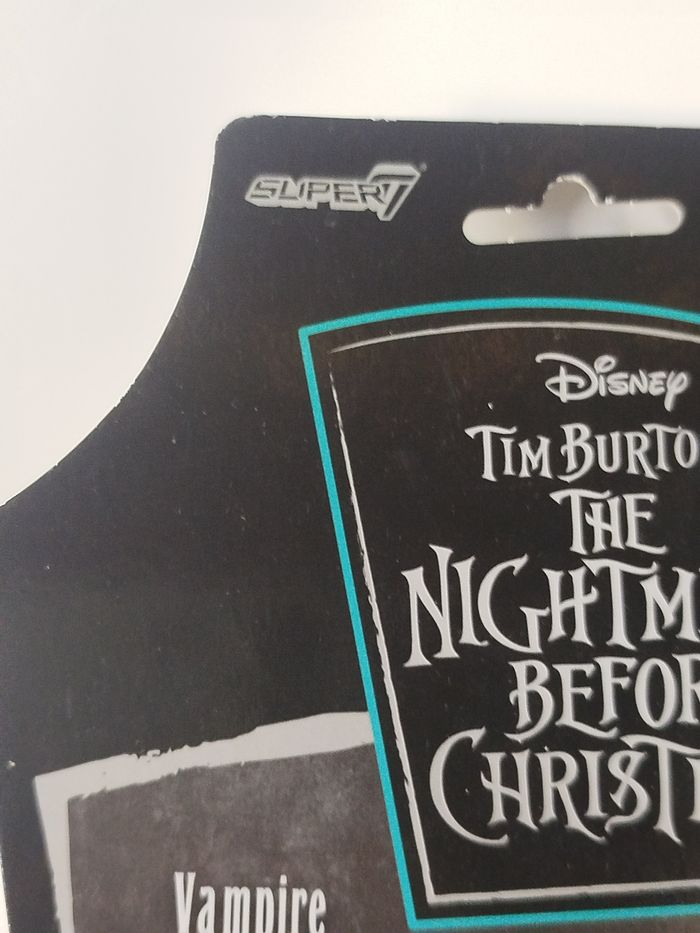 SUPER7
Disney
TIM BURTO
THE
NIGHTM
BEFOR
CHRIST
Vampire